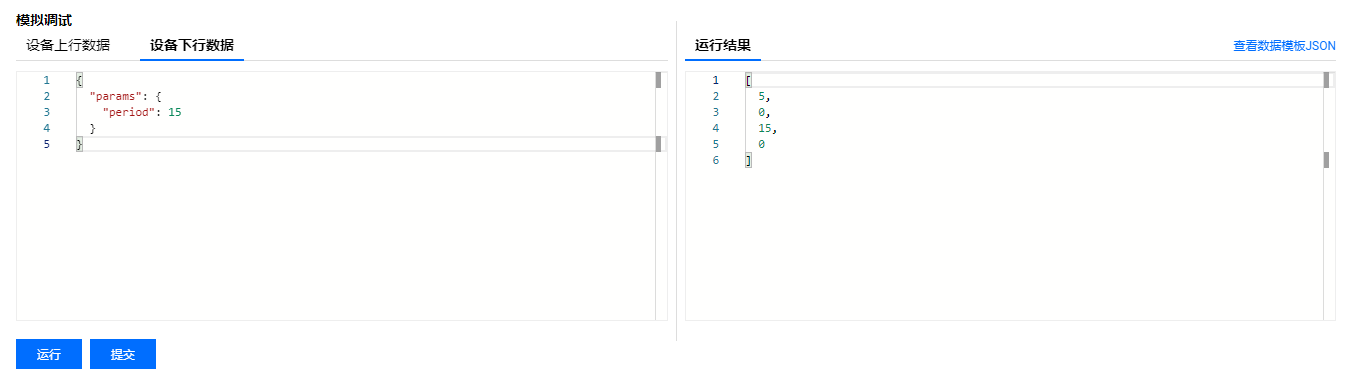 模拟调试
设备上行数据 设备下行数据
1 {
2 "params": {
3 "period": 15
4 }
5 }
运行结果 查看数据模板JSON
1 [
2 5,
3 0,
4 15,
5 0
6 ]
运行 提交